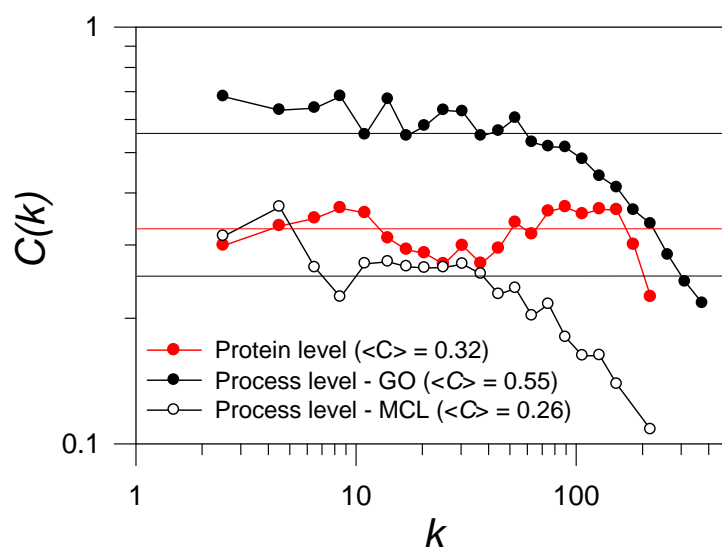 1
C(k)
Protein level (<C> = 0.32)
Process level - GO (<C> = 0.55)
Process level - MCL (<C> = 0.26)
0.1
1 10 100
k